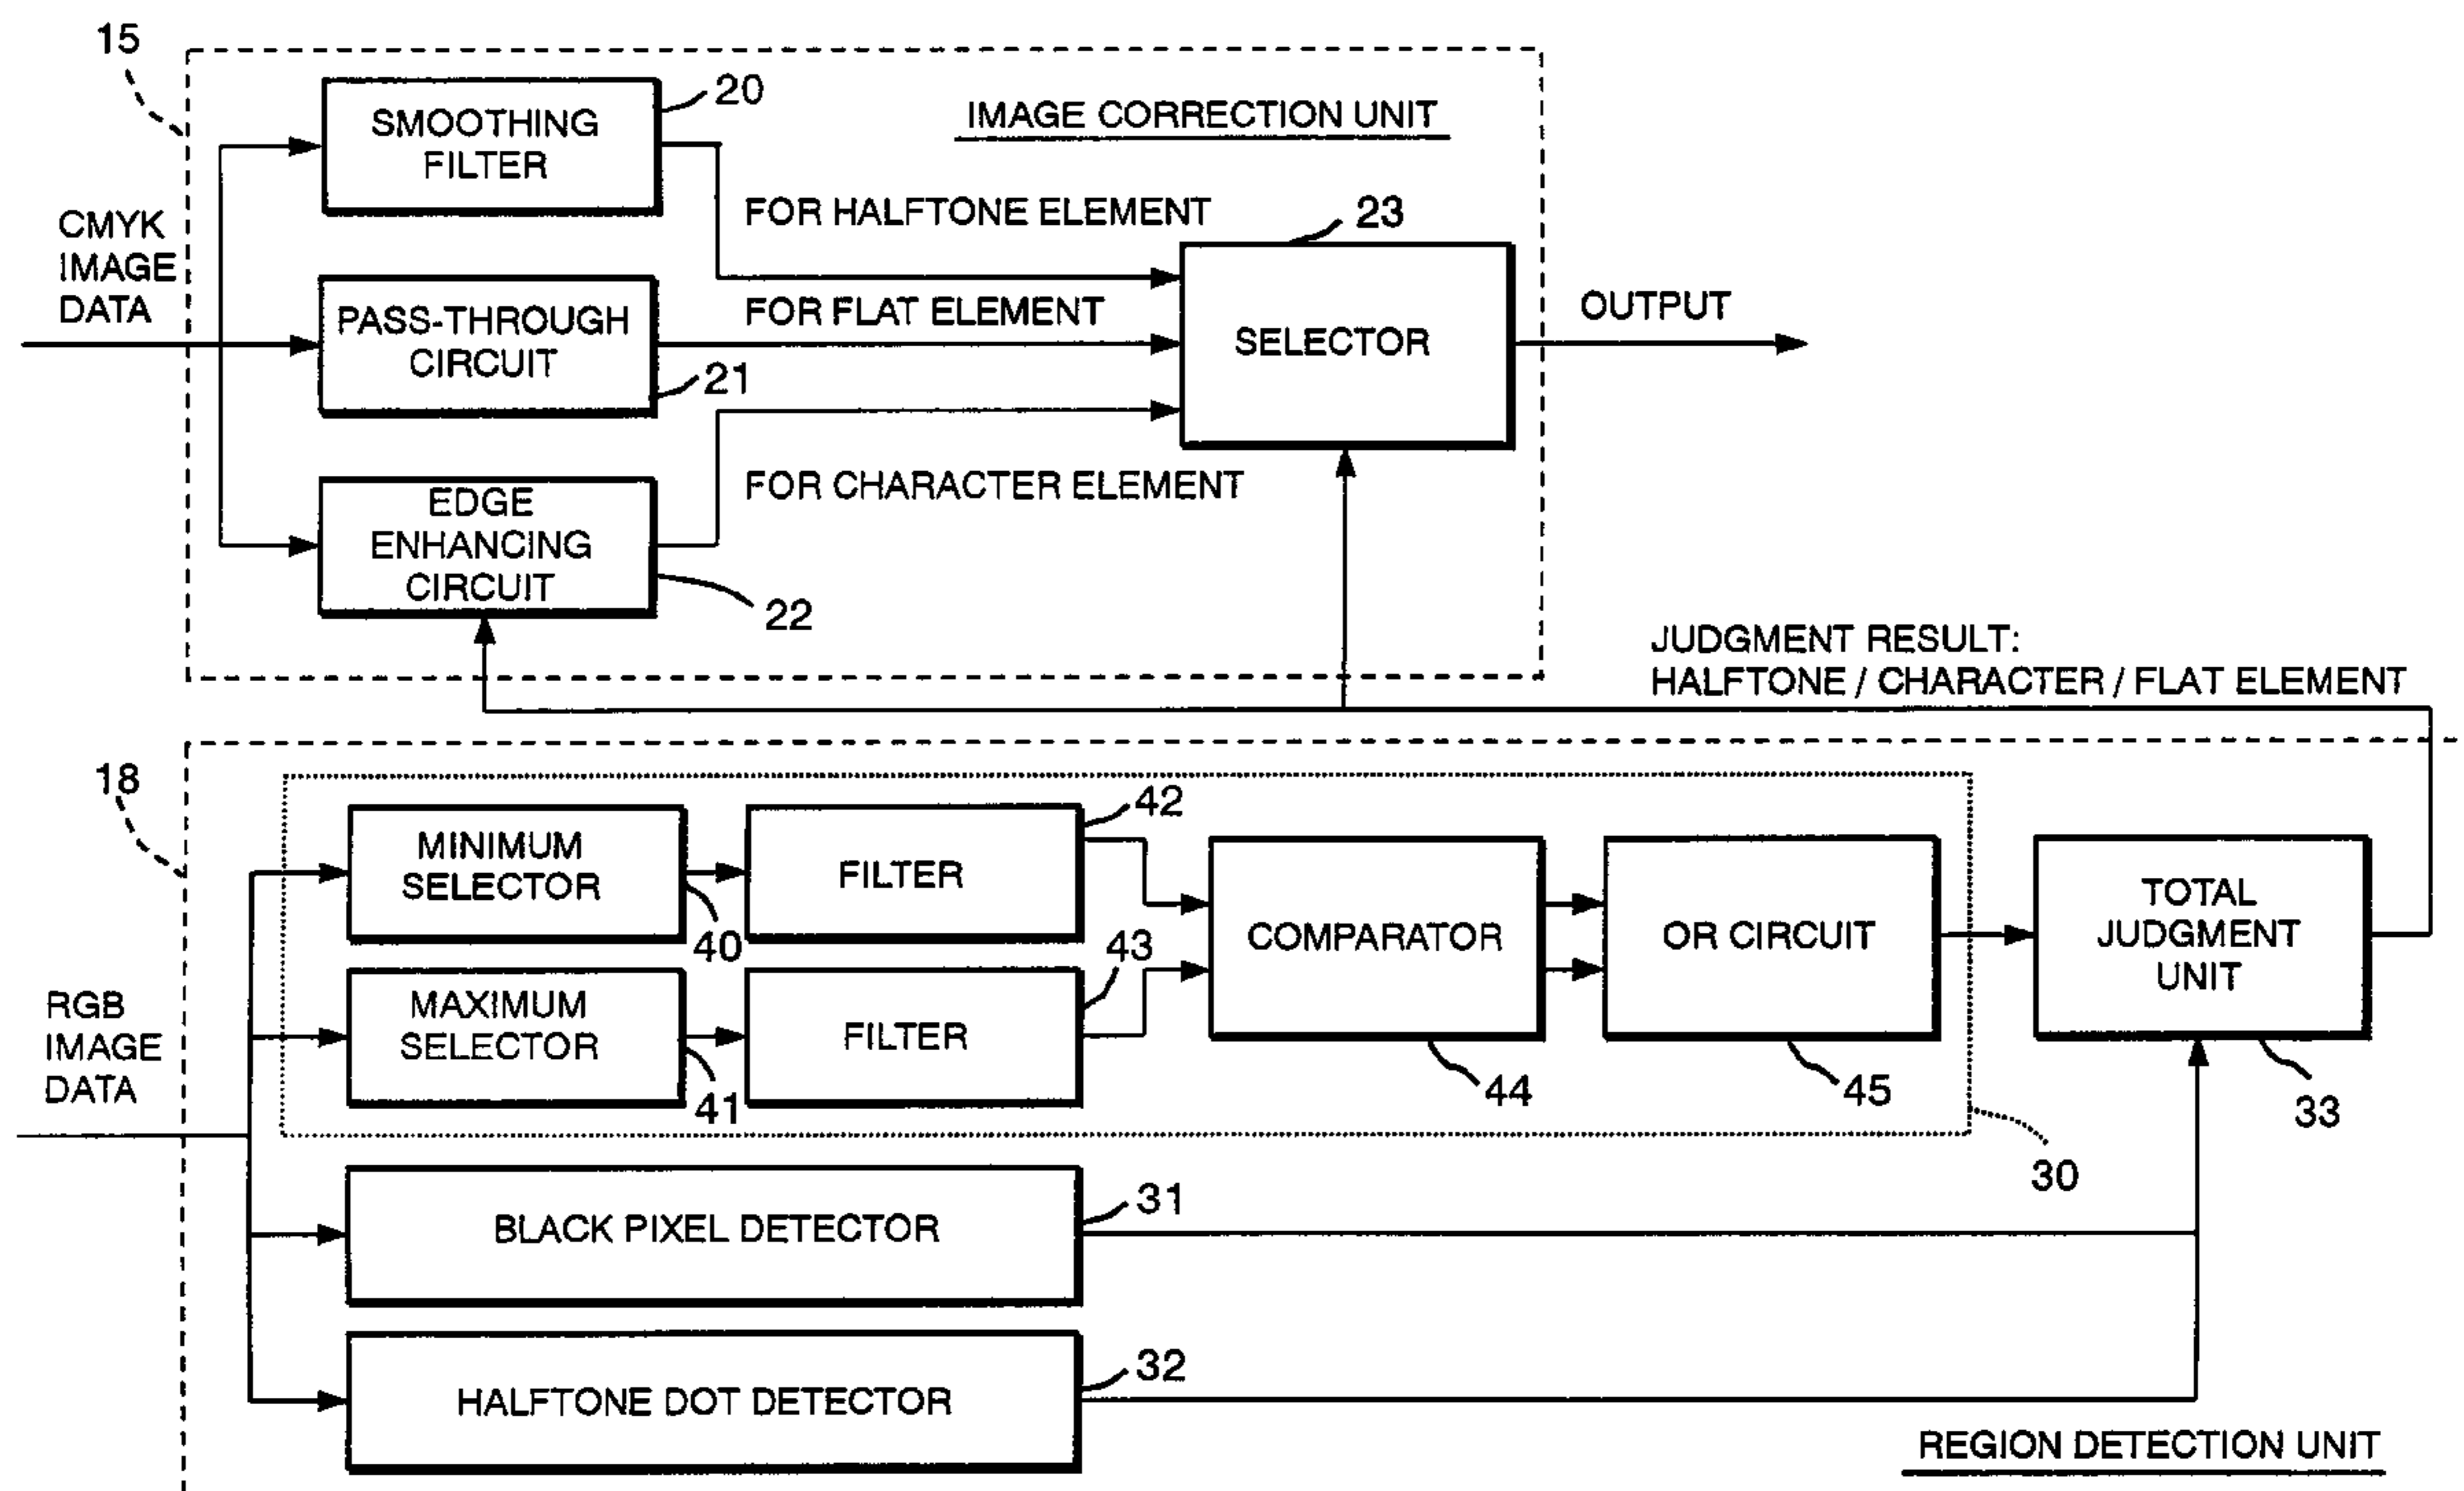 15
SMOOTHING
FILTER
20
IMAGE CORRECTION UNIT
CMYK
IMAGE
DATA
FOR HALFTONE ELEMENT
23
PASS-THROUGH
CIRCUIT
21
FOR FLAT ELEMENT
SELECTOR
OUTPUT
EDGE
ENHANCING
CIRCUIT
22
FOR CHARACTER ELEMENT
JUDGMENT RESULT:
HALFTONE / CHARACTER / FLAT ELEMENT
18
MINIMUM
SELECTOR
40
FILTER
42
MAXIMUM
SELECTOR
41
FILTER
43
COMPARATOR
44
OR CIRCUIT
45
TOTAL
JUDGMENT
UNIT
33
RGB
IMAGE
DATA
30
BLACK PIXEL DETECTOR
31
HALFTONE DOT DETECTOR
32
REGION DETECTION UNIT